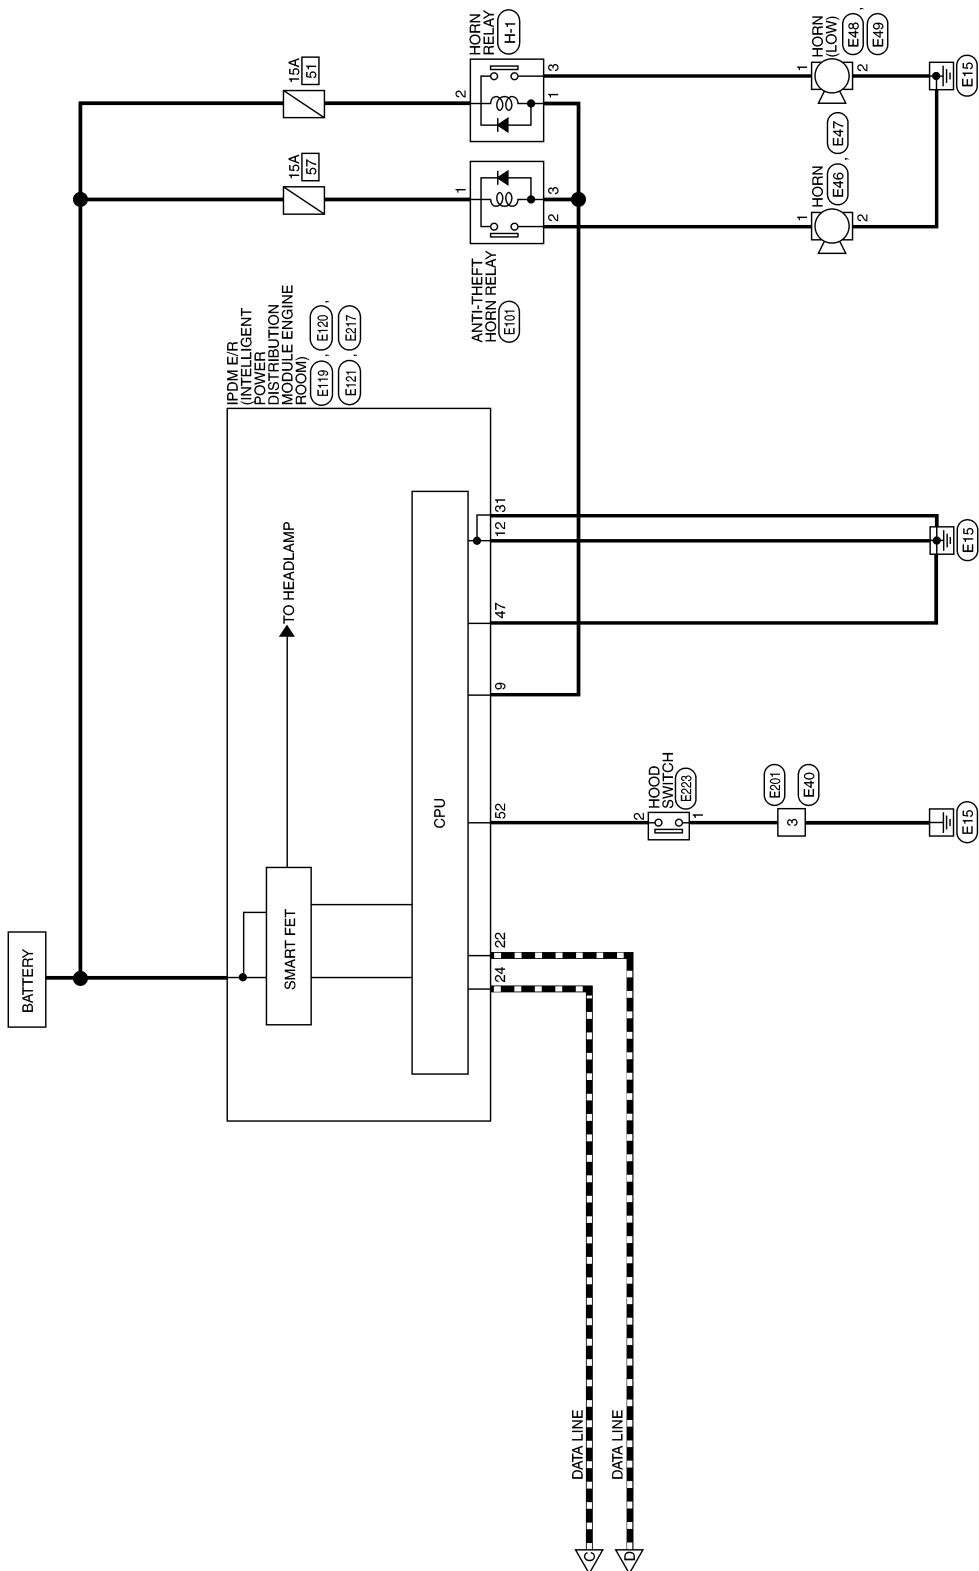 BATTERY
15A
51
15A
57
2
HORN
RELAY
H-1
3
1
1
3
2
ANTI-THEFT
HORN RELAY
E101
1
HORN
(LOW)
E48 ,
E49
2
E15
1
HORN
E46 ,
E47
2
IPDM E/R
(INTELLIGENT
POWER
DISTRIBUTION
MODULE ENGINE
ROOM)
E119 , E120 ,
E121 , E217
SMART FET
TO HEADLAMP
CPU
24
22
52
9
47
12
31
E15
2
HOOD
SWITCH
E223
1
3
E201
E40
E15
DATA LINE
DATA LINE
C
D